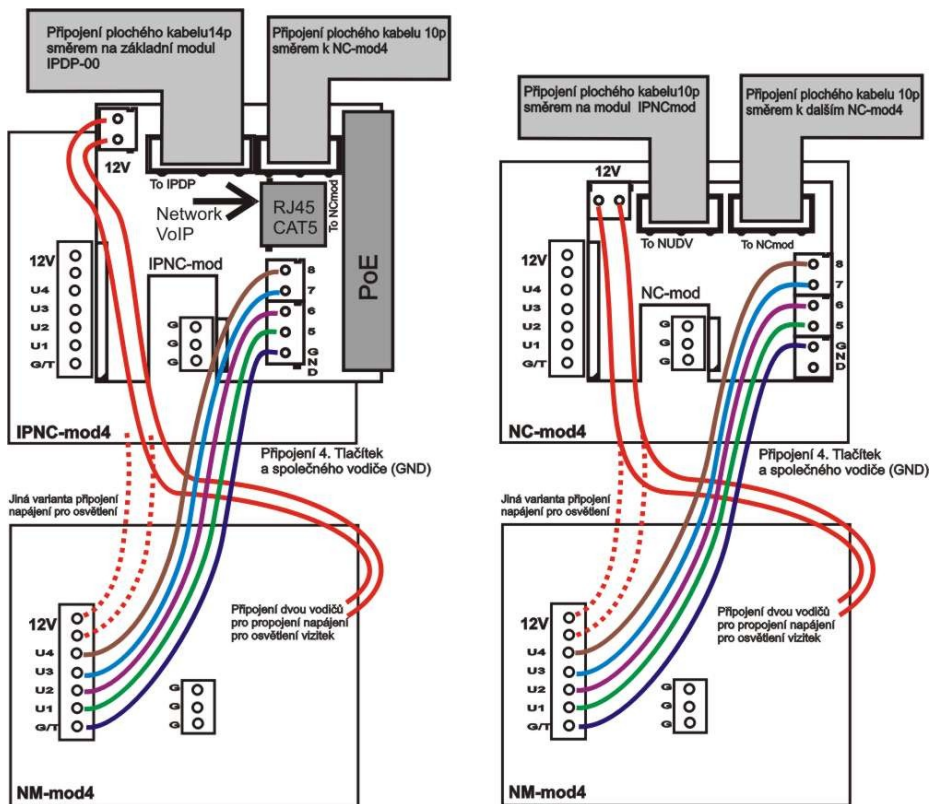 Připojení plochého kabelu14p
směrem na základní modul
IPDP-00
Připojení plochého kabelu 10p
směrem k NC-mod4
12V
To IPDP
To NCmod
Network
VoIP
RJ45
CAT5
PoE
IPNC-mod
12V
U4
U3
U2
U1
G/T
G
G
G
8
7
6
5
G
N
D
IPNC-mod4
Připojení 4. Tlačítek
a společného vodiče (GND)
Jiná varianta připojení
napájení pro osvětlení
12V
U4
U3
U2
U1
G/T
G
G
G
Připojení dvou vodičů
pro propojení napájení
pro osvětlení vizitek
NM-mod4
Připojení plochého kabelu10p
směrem na modul IPNCmod
Připojení plochého kabelu 10p
směrem k dalším NC-mod4
12V
To NUDV
To NCmod
NC-mod
12V
U4
U3
U2
U1
G/T
G
G
G
8
7
6
5
G
N
D
NC-mod4
Připojení 4. Tlačítek
a společného vodiče (GND)
Jiná varianta připojení
napájení pro osvětlení
12V
U4
U3
U2
U1
G/T
G
G
G
Připojení dvou vodičů
pro propojení napájení
pro osvětlení vizitek
NM-mod4